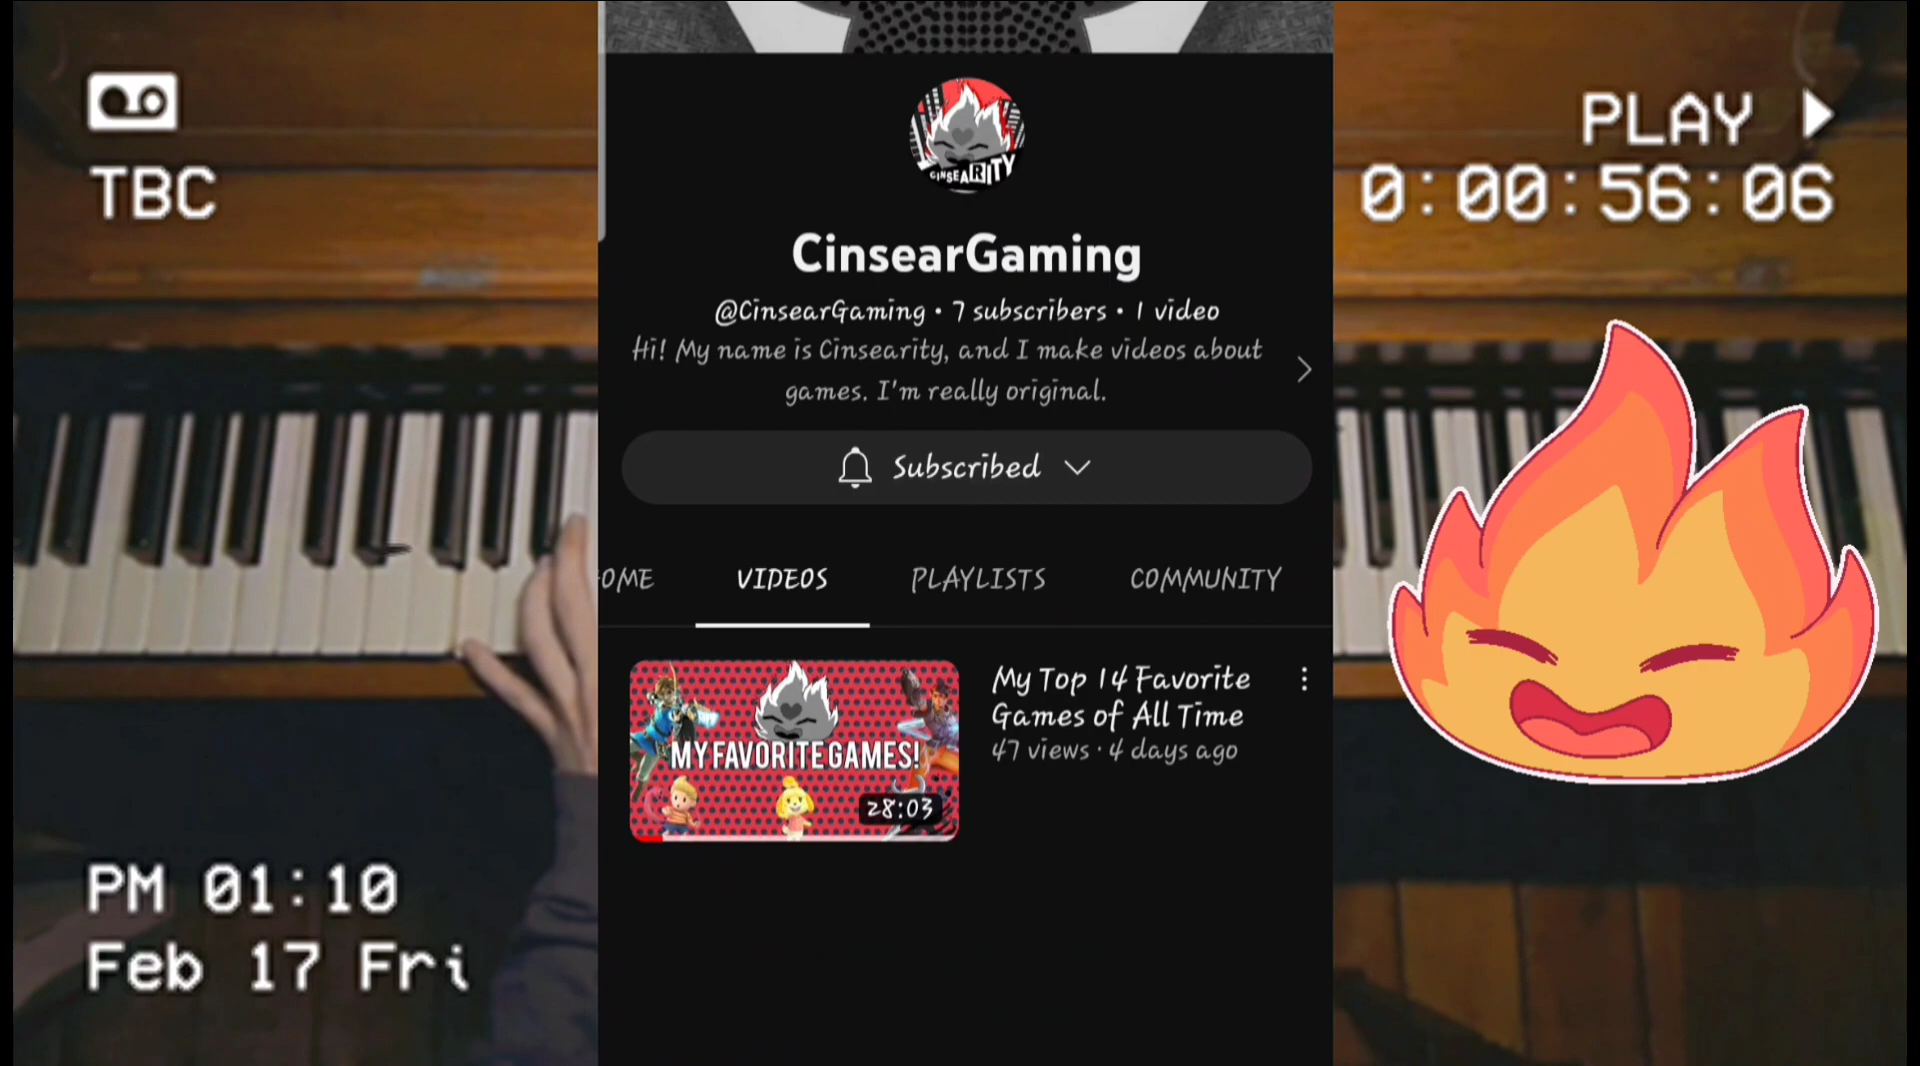 TBC
PLAY
0:00:56:06
CINSEARITY
CinsearGaming
@CinsearGaming • 7 subscribers • 1 video
Hi! My name is Cinsearity, and I make videos about
games. I'm really original.
Subscribed
OME
VIDEOS
PLAYLISTS
COMMUNITY
MY FAVORITE GAMES!
28:03
My Top 14 Favorite
Games of All Time
47 views · 4 days ago
PM 01:10
Feb 17 Fri